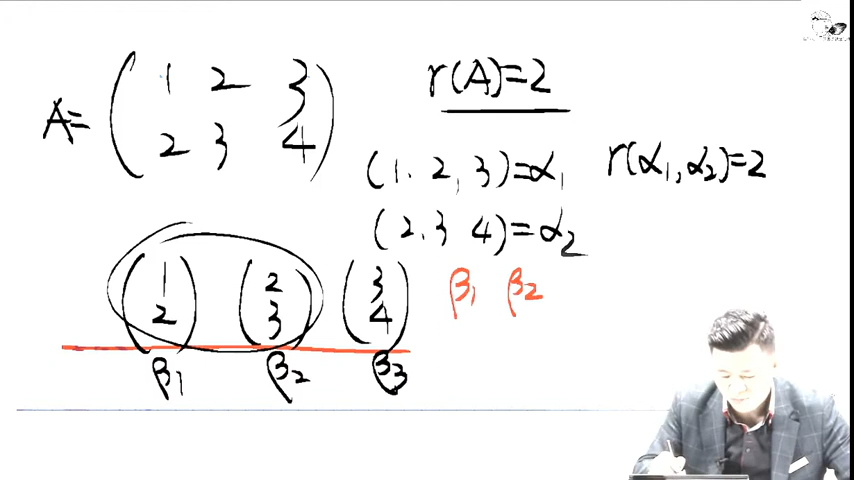 A= ( 1 2 3
2 3 4 )
r(A)=2
(1. 2, 3)=α₁
r(α₁,α₂)=2
(2.3 4)=α₂
(1 2) (2 3) (3 4)
β₁ β₂
β₁ β₂ β₃